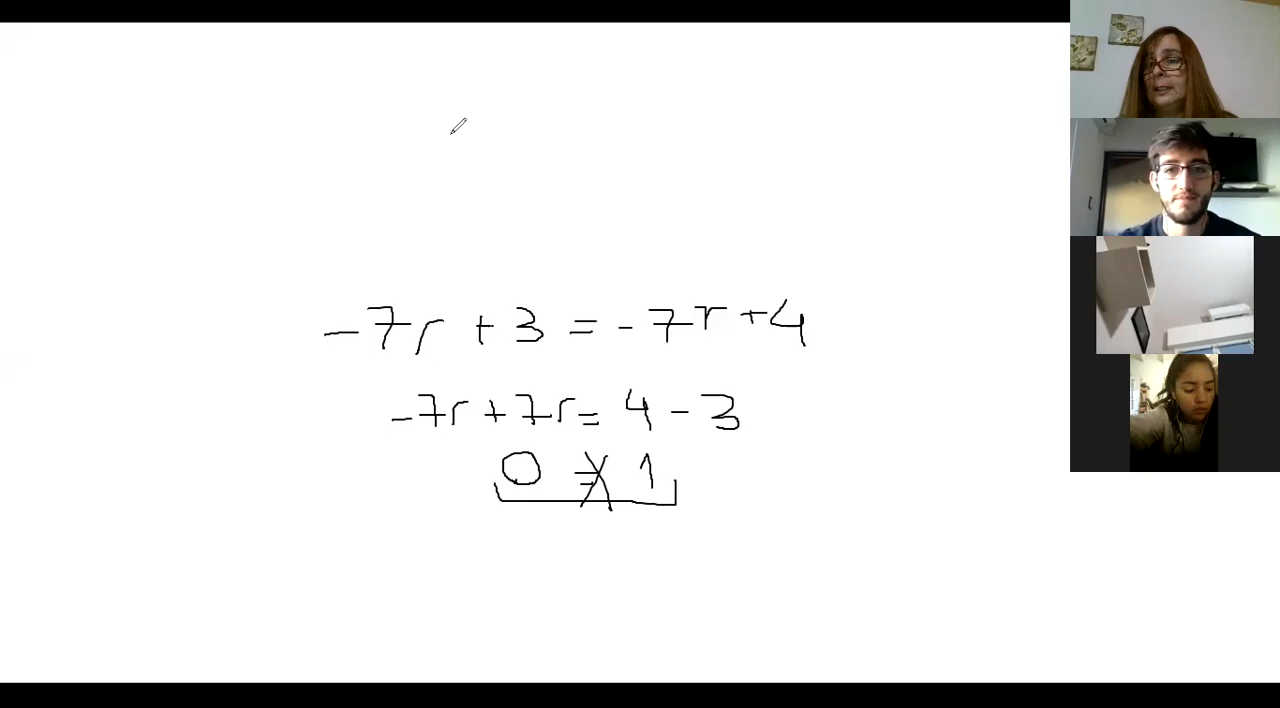 -7r + 3 = -7r + 4
-7r + 7r = 4 - 3
0 ≠ 1